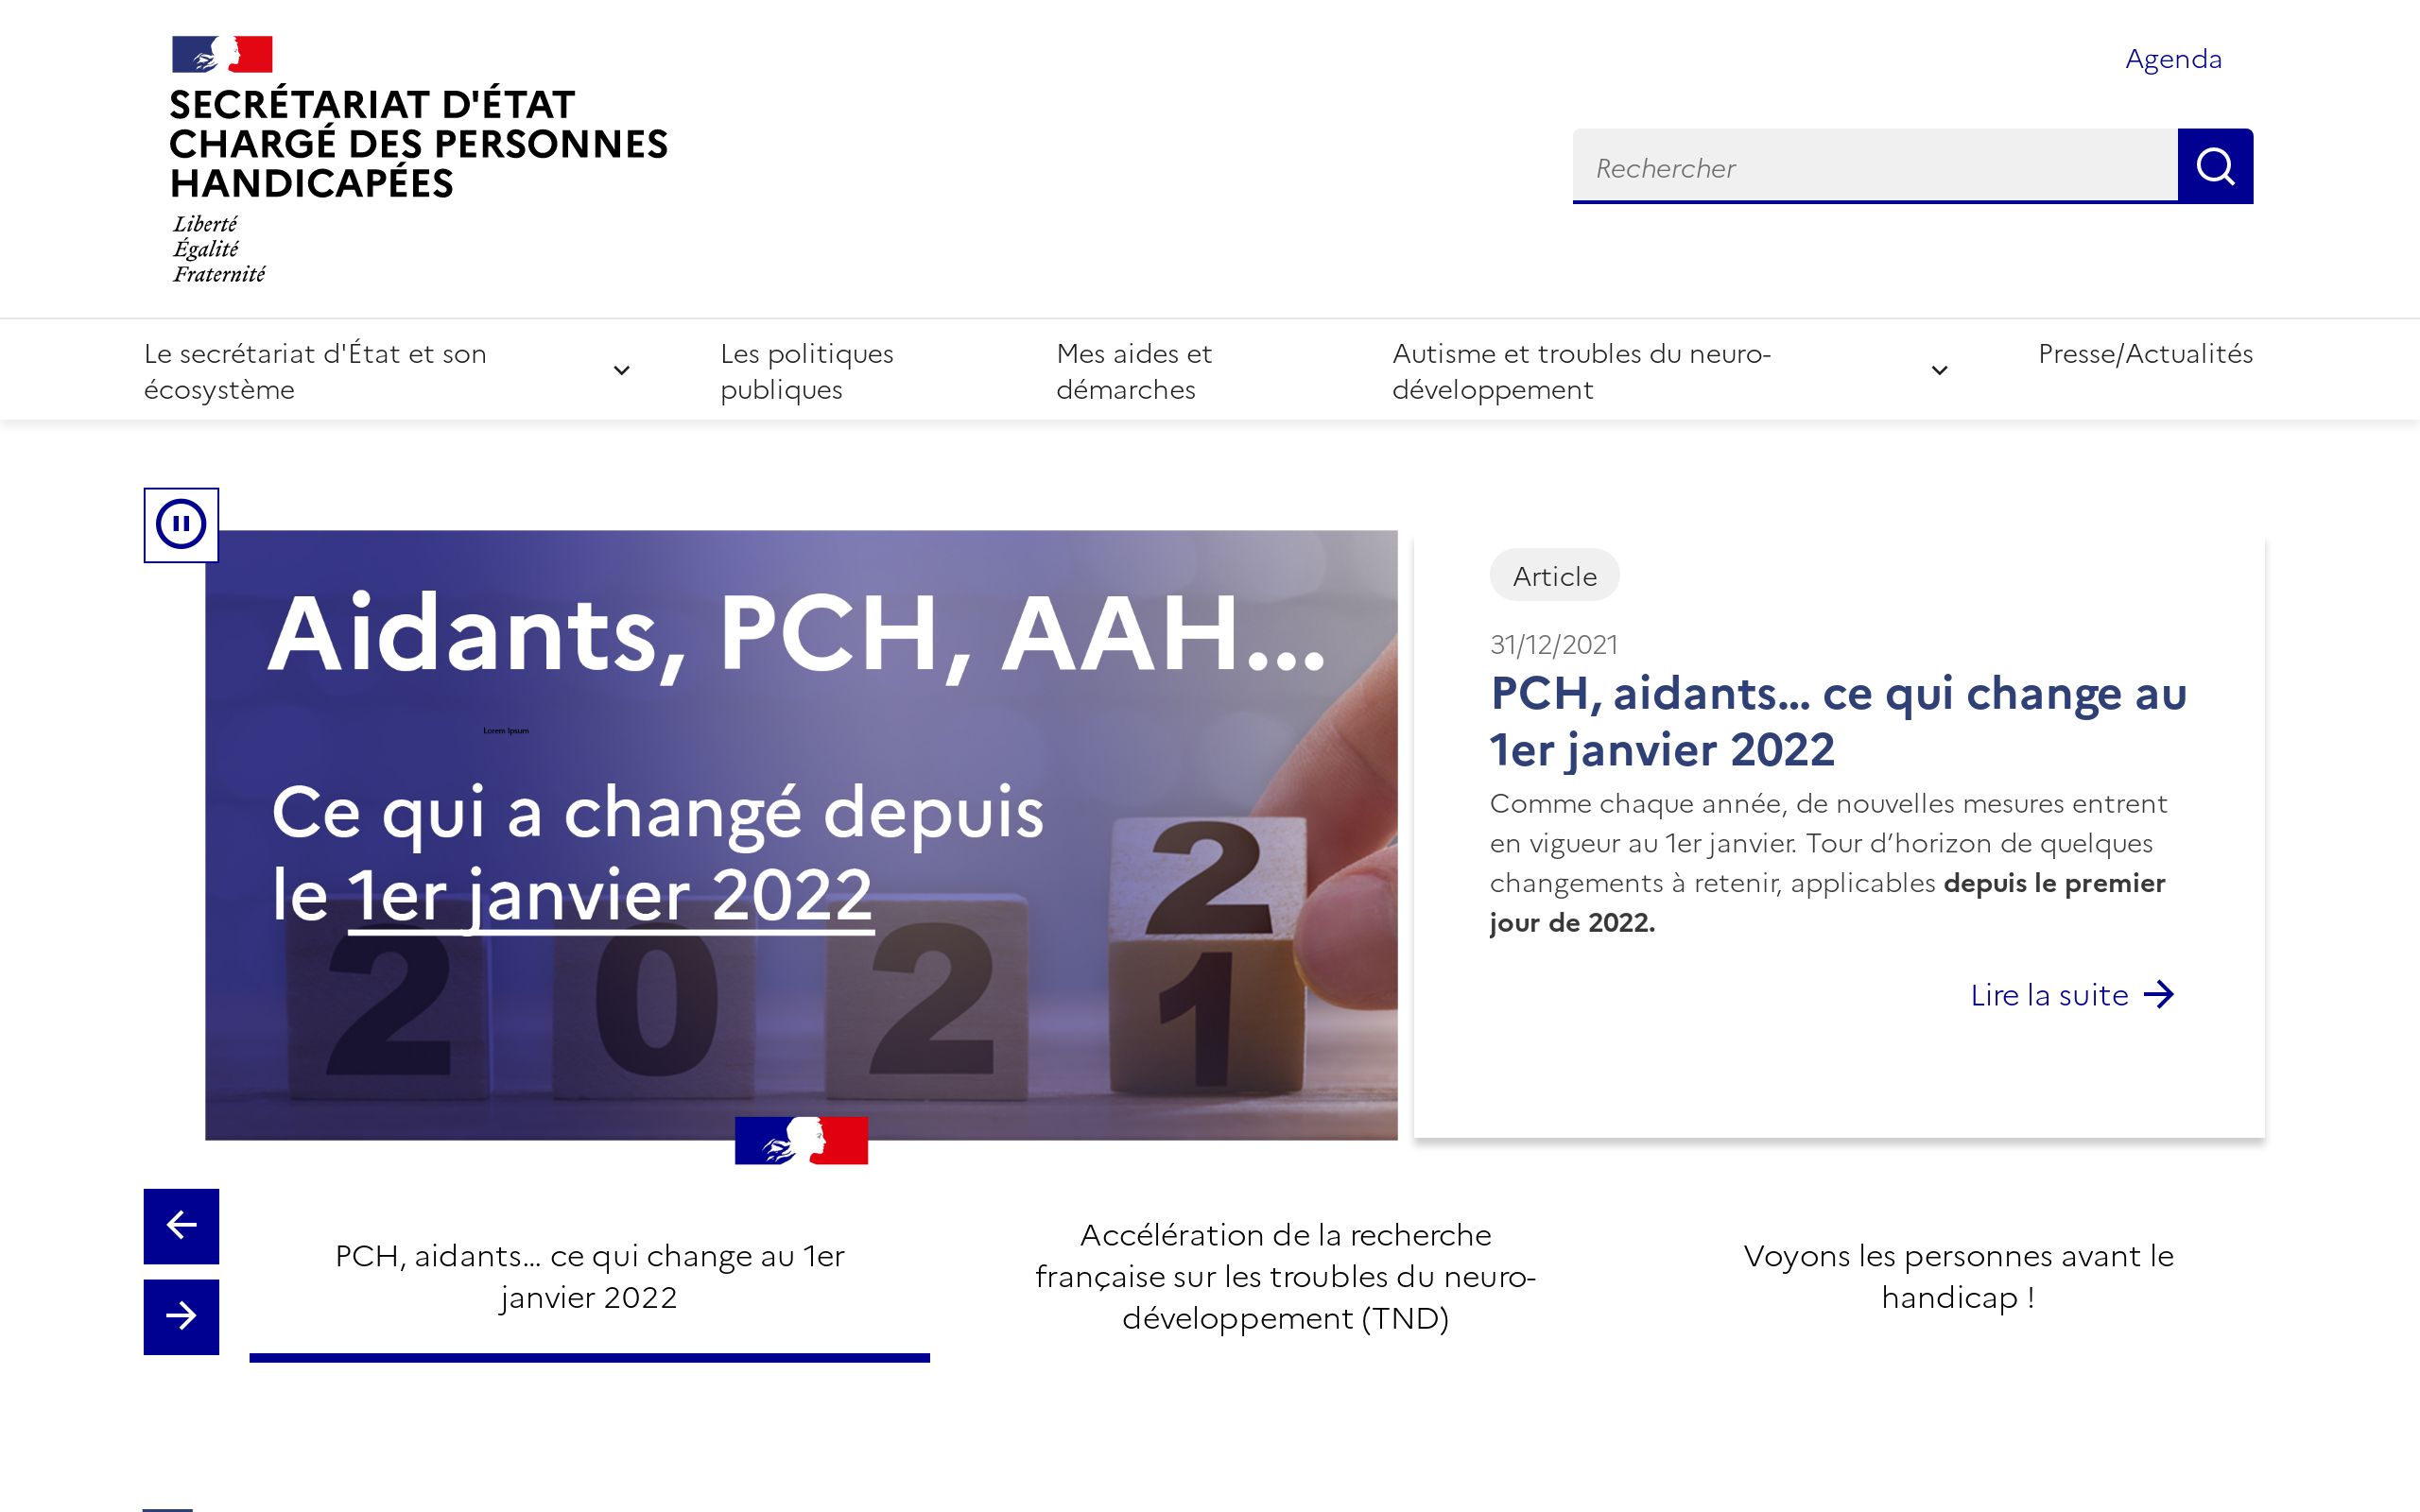 SECRÉTARIAT D'ÉTAT
CHARGÉ DES PERSONNES
HANDICAPÉES
Liberté
Égalité
Fraternité
Agenda
Rechercher
Le secrétariat d'État et son
écosystème
Les politiques
publiques
Mes aides et
démarches
Autisme et troubles du neuro-
développement
Presse/Actualités
Aidants, PCH, AAH...
Lorem Ipsum
Ce qui a changé depuis
le 1er janvier 2022
2
2 0 2 1
Article
31/12/2021
PCH, aidants... ce qui change au
1er janvier 2022
Comme chaque année, de nouvelles mesures entrent
en vigueur au 1er janvier. Tour d’horizon de quelques
changements à retenir, applicables depuis le premier
jour de 2022.
Lire la suite
PCH, aidants... ce qui change au 1er
janvier 2022
Accélération de la recherche
française sur les troubles du neuro-
développement (TND)
Voyons les personnes avant le
handicap !